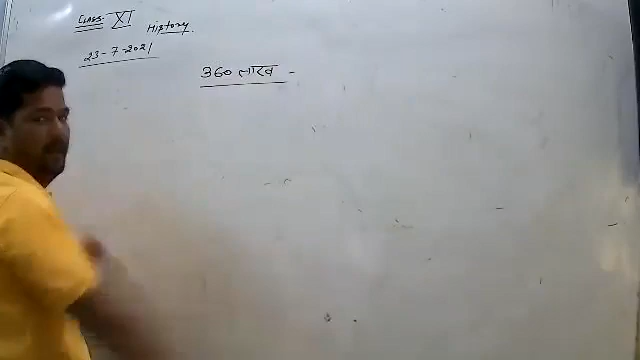 CLASS- XI
History.
23-7-2021
360 लाख -